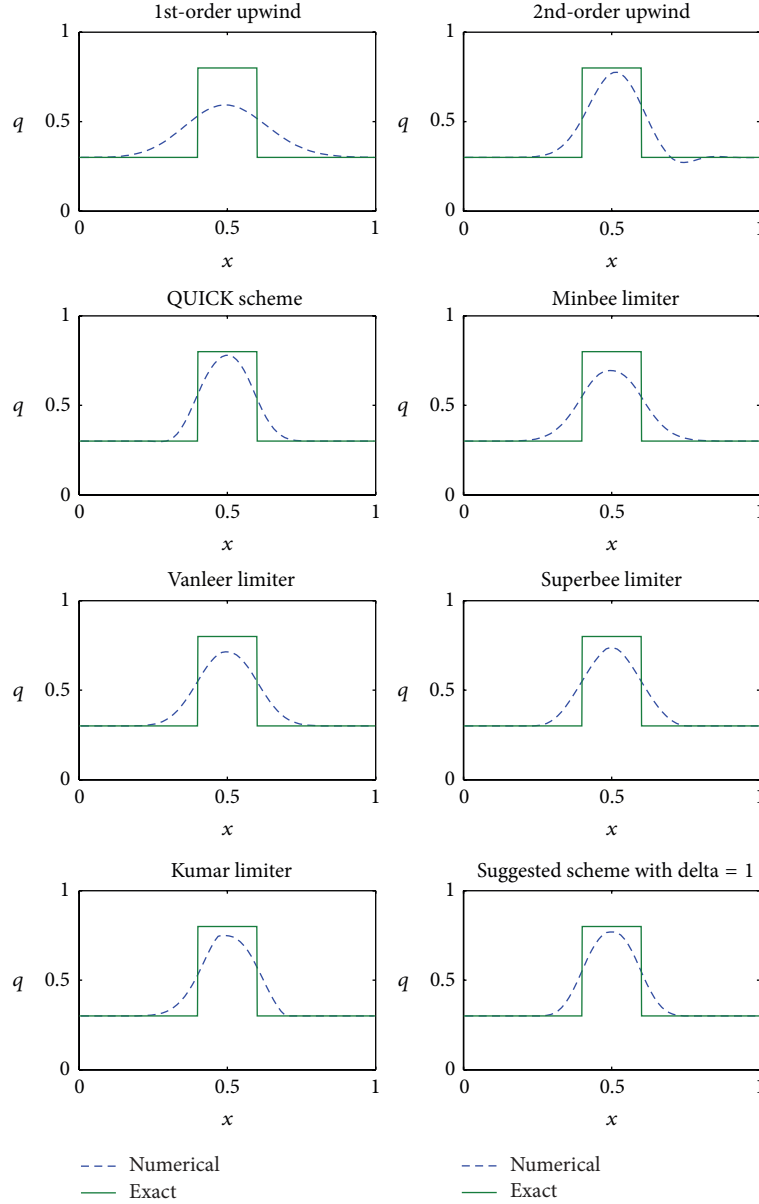 1st-order upwind
1
q 0.5
0
0 0.5 1
x
2nd-order upwind
1
q 0.5
0
0 0.5 1
x
QUICK scheme
1
q 0.5
0
0 0.5 1
x
Minbee limiter
1
q 0.5
0
0 0.5 1
x
Vanleer limiter
1
q 0.5
0
0 0.5 1
x
Superbee limiter
1
q 0.5
0
0 0.5 1
x
Kumar limiter
1
q 0.5
0
0 0.5 1
x
Suggested scheme with delta = 1
1
q 0.5
0
0 0.5 1
x
Numerical
Exact
Numerical
Exact